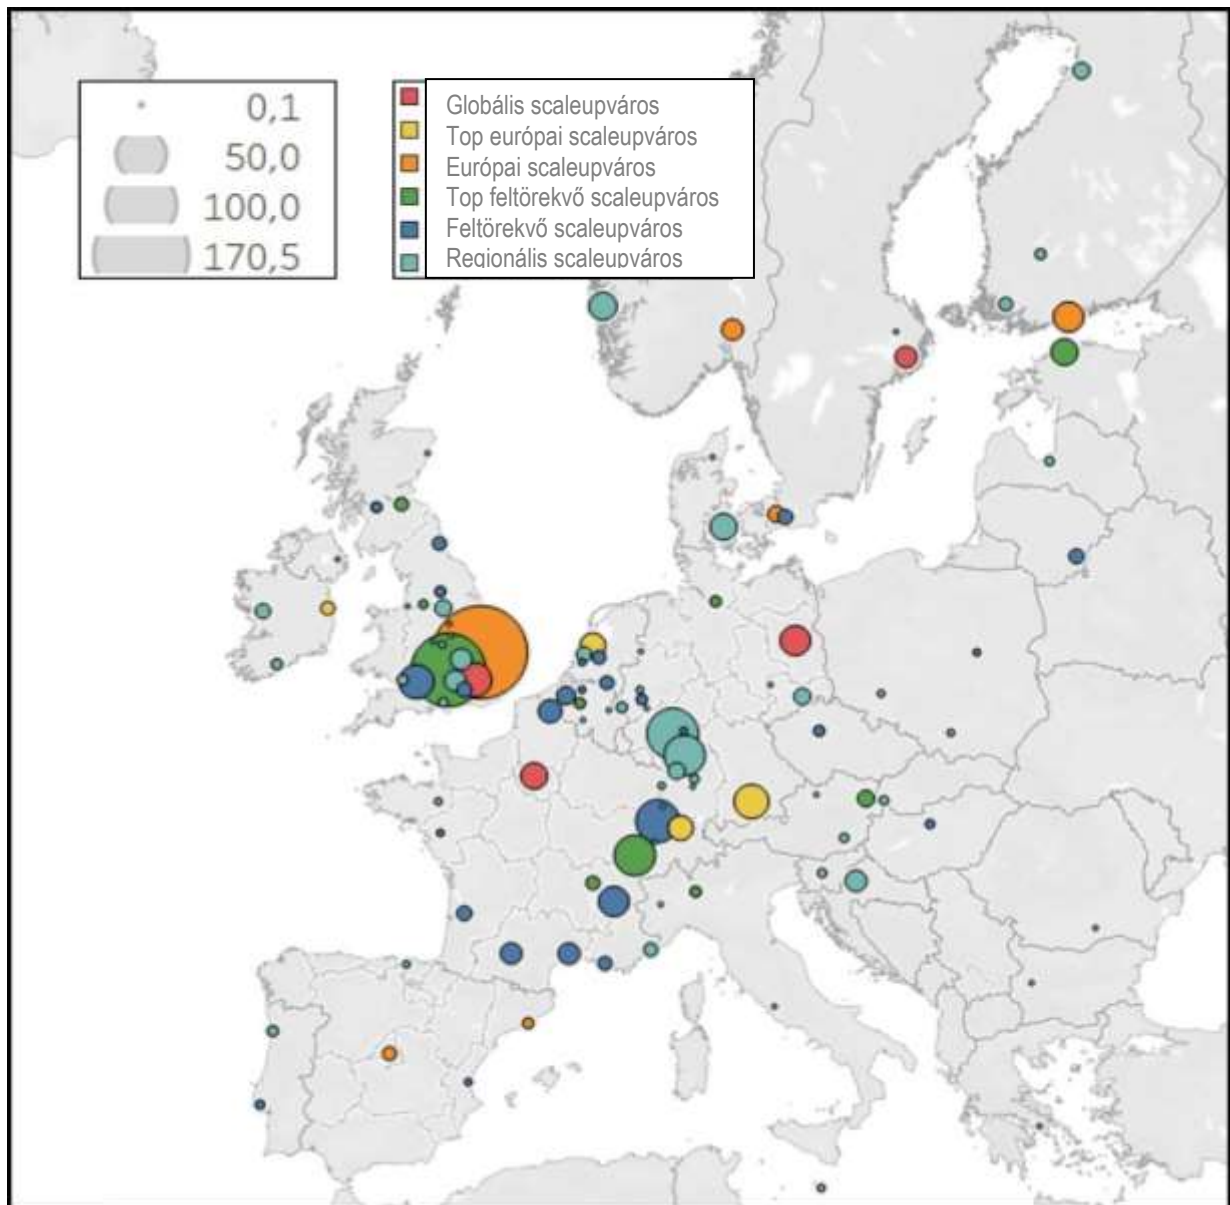 0,1
50,0
100,0
170,5
Globális scaleupváros
Top európai scaleupváros
Európai scaleupváros
Top feltörekvő scaleupváros
Feltörekvő scaleupváros
Regionális scaleupváros